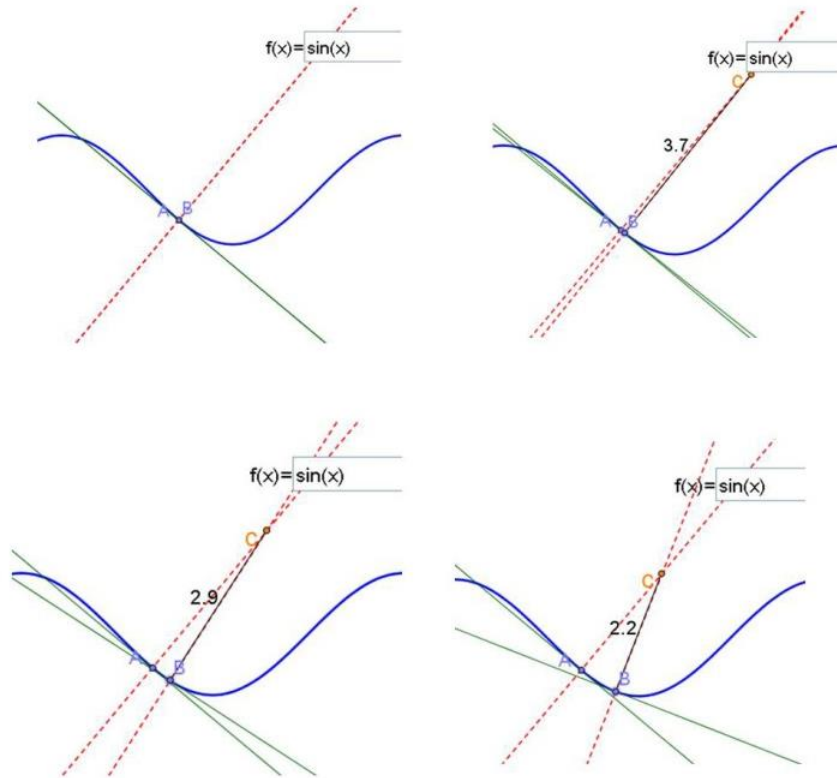 f(x)= sin(x)
A B
f(x)= sin(x)
C
3.7
A B
f(x)= sin(x)
C
2.9
A B
f(x)= sin(x)
C
2.2
A B